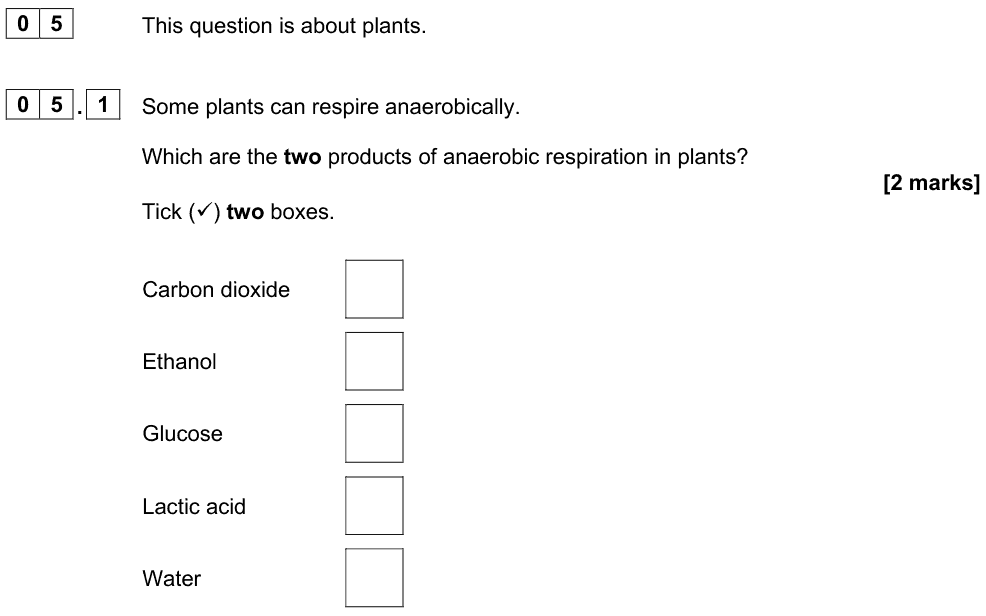 0 5 This question is about plants.
0 5 . 1 Some plants can respire anaerobically.
Which are the two products of anaerobic respiration in plants?
[2 marks]
Tick (✓) two boxes.
Carbon dioxide
Ethanol
Glucose
Lactic acid
Water